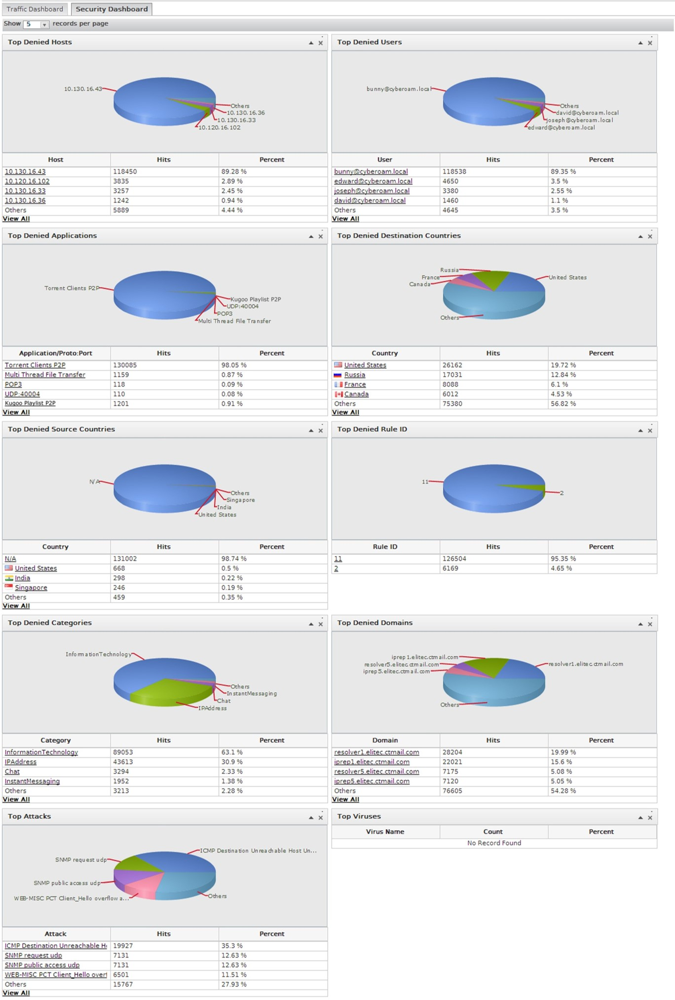 Traffic Dashboard Security Dashboard
Show 5 records per page
Top Denied Hosts
10.130.16.43
Others
10.130.16.36
10.130.16.33
10.120.16.102
Host Hits Percent
10.130.16.43 118450 89.28 %
10.120.16.102 3835 2.89 %
10.130.16.33 3257 2.45 %
10.130.16.36 1242 0.94 %
Others 5889 4.44 %
View All
Top Denied Users
bunny@cyberoam.local
Others
david@cyberoam.local
joseph@cyberoam.local
edward@cyberoam.local
User Hits Percent
bunny@cyberoam.local 118538 89.35 %
edward@cyberoam.local 4650 3.5 %
joseph@cyberoam.local 3380 2.55 %
david@cyberoam.local 1460 1.1 %
Others 4645 3.5 %
View All
Top Denied Applications
Torrent Clients P2P
Kugoo Playlist P2P
UDP:40004
POP3
Multi Thread File Transfer
Application/Proto:Port Hits Percent
Torrent Clients P2P 130085 98.05 %
Multi Thread File Transfer 1159 0.87 %
POP3 118 0.09 %
UDP:40004 110 0.08 %
Kugoo Playlist P2P 1201 0.91 %
View All
Top Denied Destination Countries
Russia
France
Canada
United States
Others
Country Hits Percent
United States 26162 19.72 %
Russia 17031 12.84 %
France 8088 6.1 %
Canada 6012 4.53 %
Others 75380 56.82 %
View All
Top Denied Source Countries
N/A
Others
Singapore
India
United States
Country Hits Percent
N/A 131002 98.74 %
United States 668 0.5 %
India 298 0.22 %
Singapore 246 0.19 %
Others 459 0.35 %
View All
Top Denied Rule ID
11
2
Rule ID Hits Percent
11 126504 95.35 %
2 6169 4.65 %
Top Denied Categories
InformationTechnology
Others
InstantMessaging
Chat
IPAddress
Category Hits Percent
InformationTechnology 89053 63.1 %
IPAddress 43613 30.9 %
Chat 3294 2.33 %
InstantMessaging 1952 1.38 %
Others 3213 2.28 %
View All
Top Denied Domains
iprep1.elitec.ctmail.com
resolver5.elitec.ctmail.com
iprep5.elitec.ctmail.com
resolver1.elitec.ctmail.com
Others
Domain Hits Percent
resolver1.elitec.ctmail.com 28204 19.99 %
iprep1.elitec.ctmail.com 22021 15.6 %
resolver5.elitec.ctmail.com 7175 5.08 %
iprep5.elitec.ctmail.com 7120 5.05 %
Others 76605 54.28 %
View All
Top Attacks
ICMP Destination Unreachable Host Un...
SNMP request udp
SNMP public access udp
WEB-MISC PCT Client_Hello overflow a...
Others
Attack Hits Percent
ICMP Destination Unreachable Ho 19927 35.3 %
SNMP request udp 7131 12.63 %
SNMP public access udp 7131 12.63 %
WEB-MISC PCT Client_Hello overf 6501 11.51 %
Others 15767 27.93 %
View All
Top Viruses
Virus Name Count Percent
No Record Found